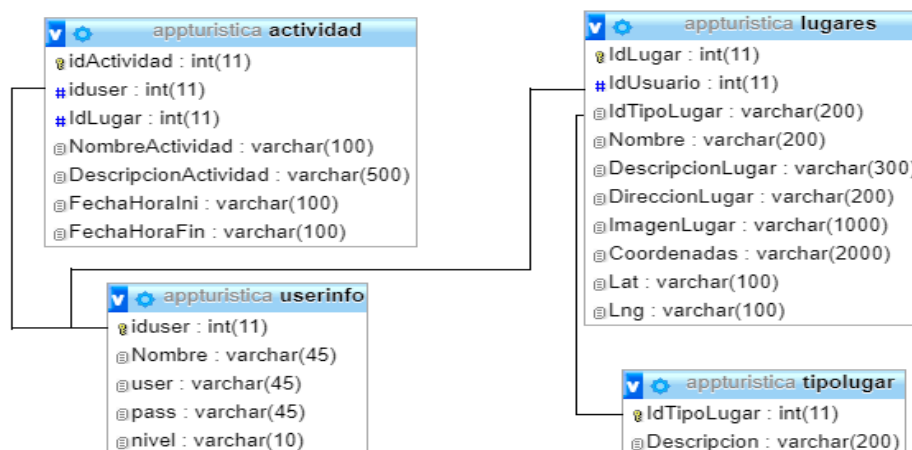 appturistica actividad
idActividad : int(11)
iduser : int(11)
IdLugar : int(11)
NombreActividad : varchar(100)
DescripcionActividad : varchar(500)
FechaHoraIni : varchar(100)
FechaHoraFin : varchar(100)
appturistica lugares
IdLugar : int(11)
IdUsuario : int(11)
IdTipoLugar : varchar(200)
Nombre : varchar(200)
DescripcionLugar : varchar(300)
DireccionLugar : varchar(200)
ImagenLugar : varchar(1000)
Coordenadas : varchar(2000)
Lat : varchar(100)
Lng : varchar(100)
appturistica userinfo
iduser : int(11)
Nombre : varchar(45)
user : varchar(45)
pass : varchar(45)
nivel : varchar(10)
appturistica tipolugar
IdTipoLugar : int(11)
Descripcion : varchar(200)